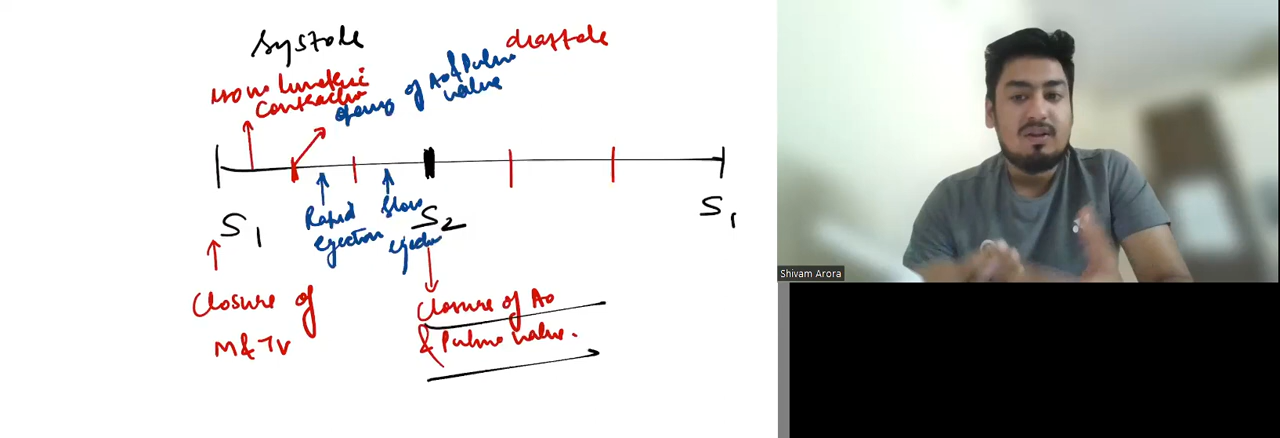 Systole
diastole
Isovolumetric
contraction
opening of Ao & Pulm
valve
S1
Rapid
ejection
Slow
ejection
S2
S1
Closure of
M & TV
Closure of Ao
& Pulmo valve.
Shivam Arora